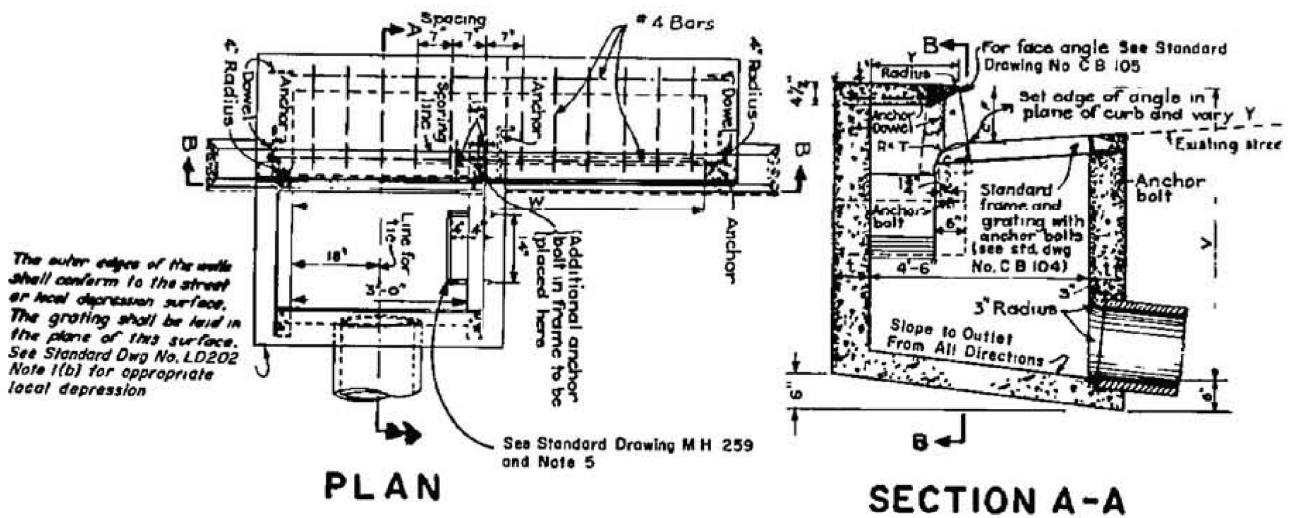 Spacing
A
7" 7" 7"
# 4 Bars
4" Radius
Dowel
Anchor
Scoring
line
Anchor
4" Radius
Dowel
B
B
W
Anchor
18"
Line for
tie
3'-0"
4" 4"
14"
(Additional anchor
bolt in frame to be
placed here
The outer edges of the walls
shall conform to the street
or local depression surface.
The grating shall be laid in
the plane of this surface.
See Standard Dwg No. LD202
Note 1(b) for appropriate
local depression
See Standard Drawing M H 259
and Note 5
PLAN
B
Y
For face angle See Standard
Drawing No C B 105
Radius
4½"
Anchor
Dowel
Set edge of angle in
plane of curb and vary Y
R=T
Existing stree
Anchor
bolt
Anchor
bolt
6"
Standard
frame and
grating with
anchor bolts
(see std. dwg
No. C B 104)
t
4'-6"
V
3" Radius
Slope to Outlet
From All Directions
6"
6"
B
SECTION A-A